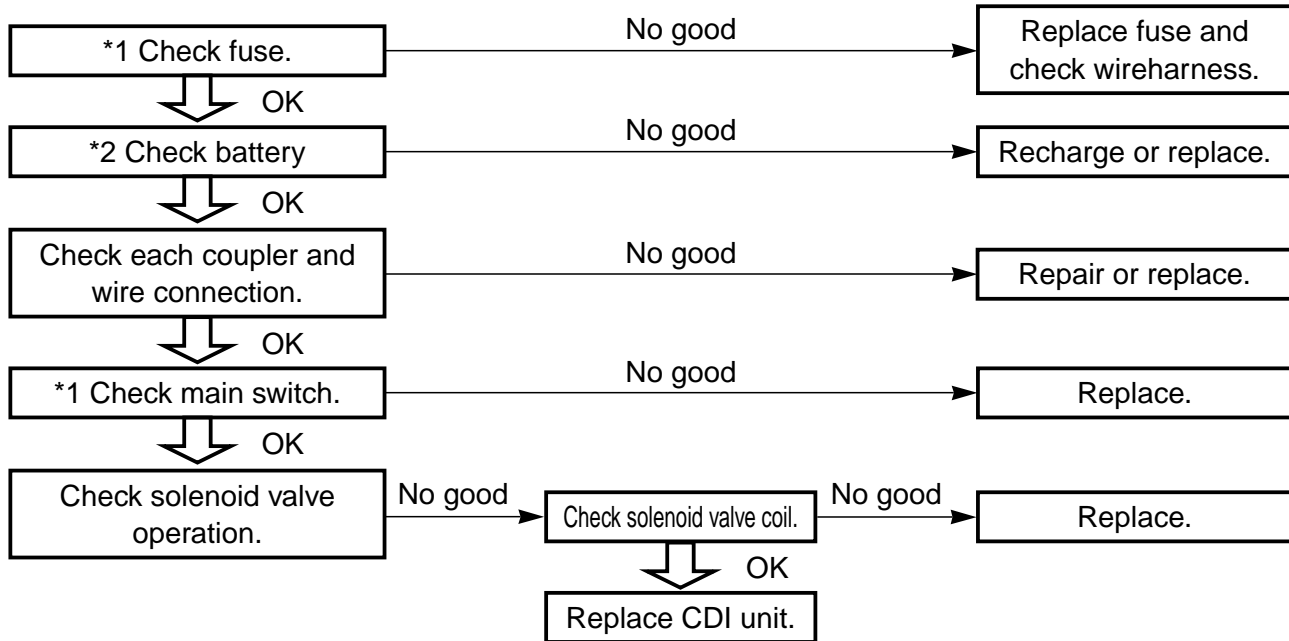 *1 Check fuse.
No good
Replace fuse and
check wireharness.
OK
*2 Check battery
No good
Recharge or replace.
OK
Check each coupler and
wire connection.
No good
Repair or replace.
OK
*1 Check main switch.
No good
Replace.
OK
Check solenoid valve
operation.
No good
Check solenoid valve coil.
No good
Replace.
OK
Replace CDI unit.